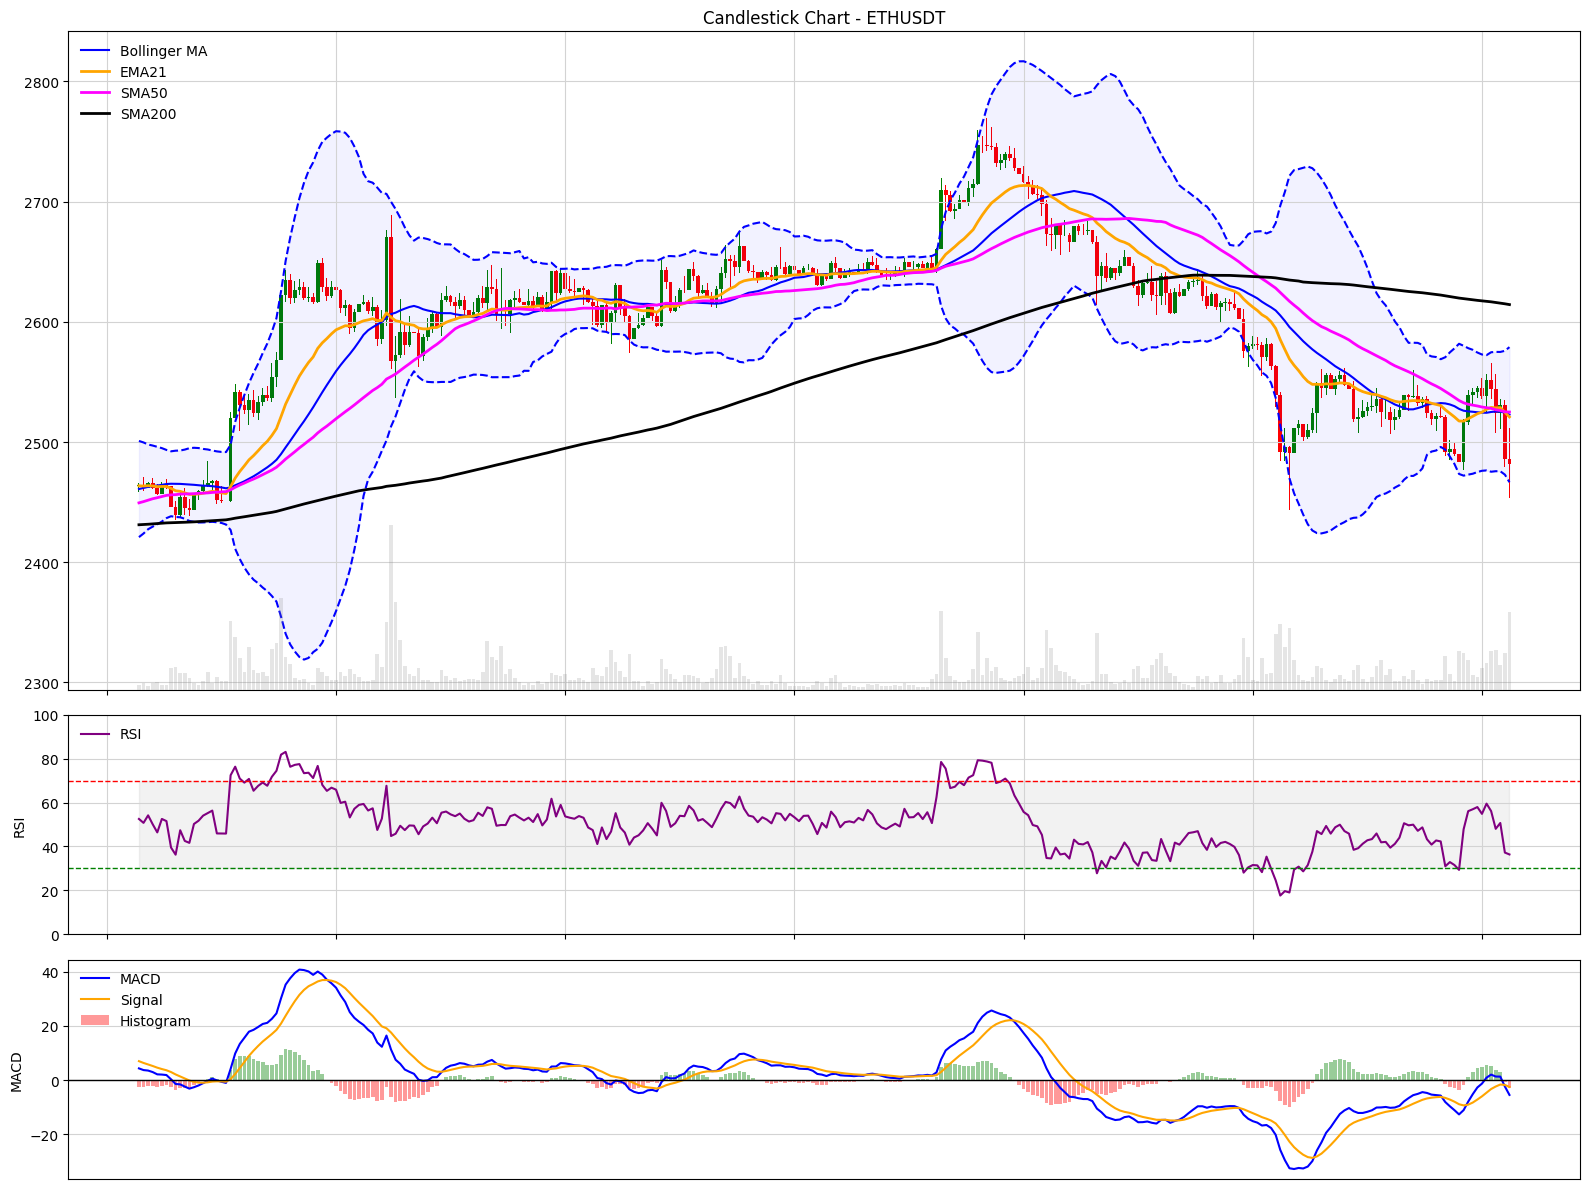 Candlestick Chart - ETHUSDT
Bollinger MA
EMA21
SMA50
SMA200
2800
2700
2600
2500
2400
2300
RSI
RSI
100
80
60
40
20
0
MACD
MACD
Signal
Histogram
40
20
0
−20